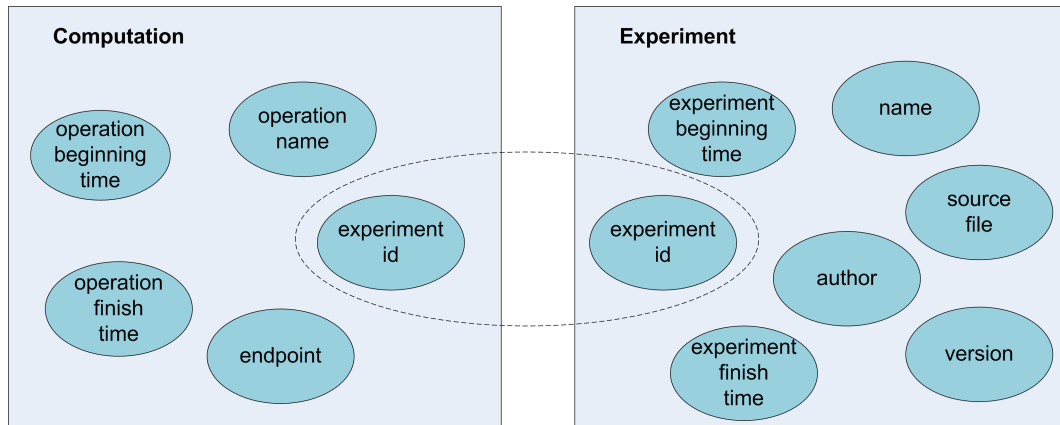 Computation
operation
beginning
time
operation
name
experiment
id
operation
finish
time
endpoint
Experiment
experiment
beginning
time
name
source
file
experiment
id
author
experiment
finish
time
version